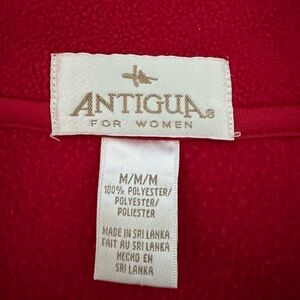 ANTIGUA®
FOR WOMEN
M/M/M
100% POLYESTER/
POLYESTER/
POLIESTER
MADE IN SRI LANKA
FAIT AU SRI LANKA
HECHO EN
SRI LANKA